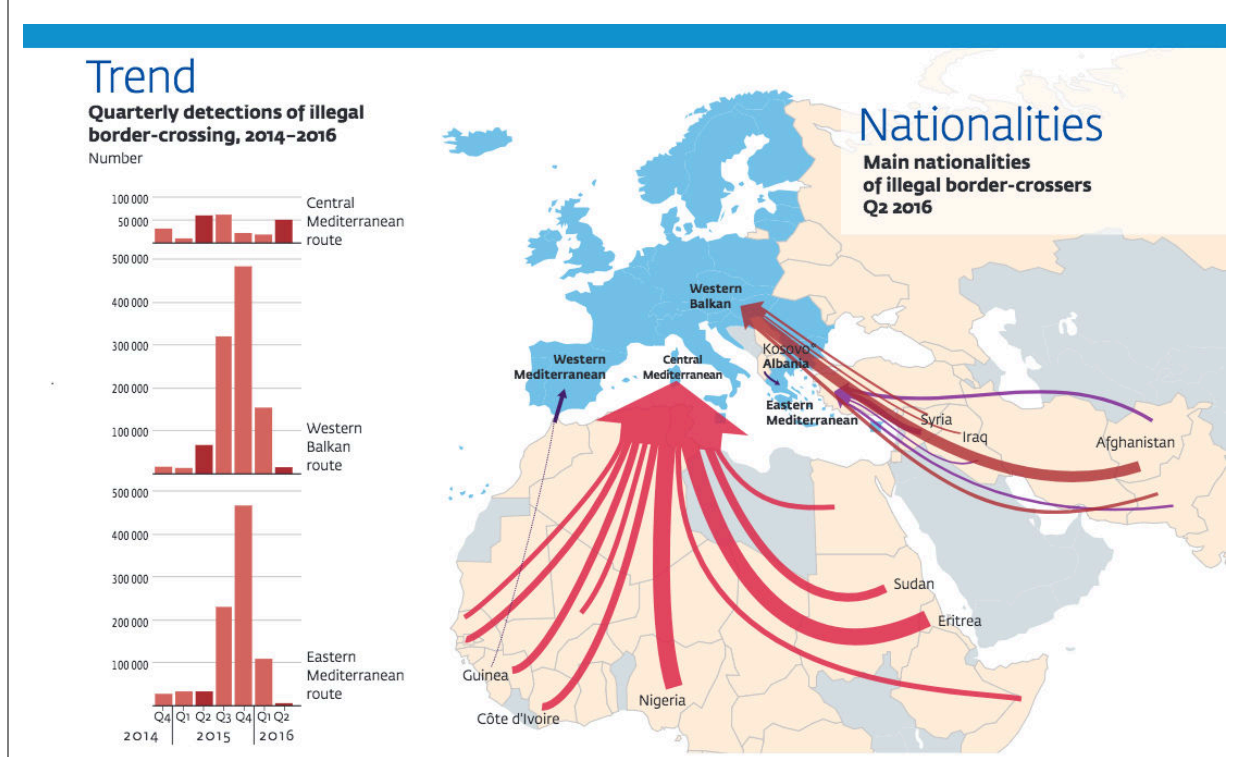 Trend
Quarterly detections of illegal
border-crossing, 2014–2016
Number
100 000
50 000
Central
Mediterranean
route
500 000
400 000
300 000
200 000
100 000
Western
Balkan
route
500 000
400 000
300 000
200 000
100 000
Eastern
Mediterranean
route
Q4 Q1 Q2 Q3 Q4 Q1 Q2
2014 2015 2016
Nationalities
Main nationalities
of illegal border-crossers
Q2 2016
Western
Balkan
Kosovo*
Albania
Western
Mediterranean
Central
Mediterranean
Eastern
Mediterranean
Syria
Iraq
Afghanistan
Sudan
Eritrea
Guinea
Nigeria
Côte d'Ivoire